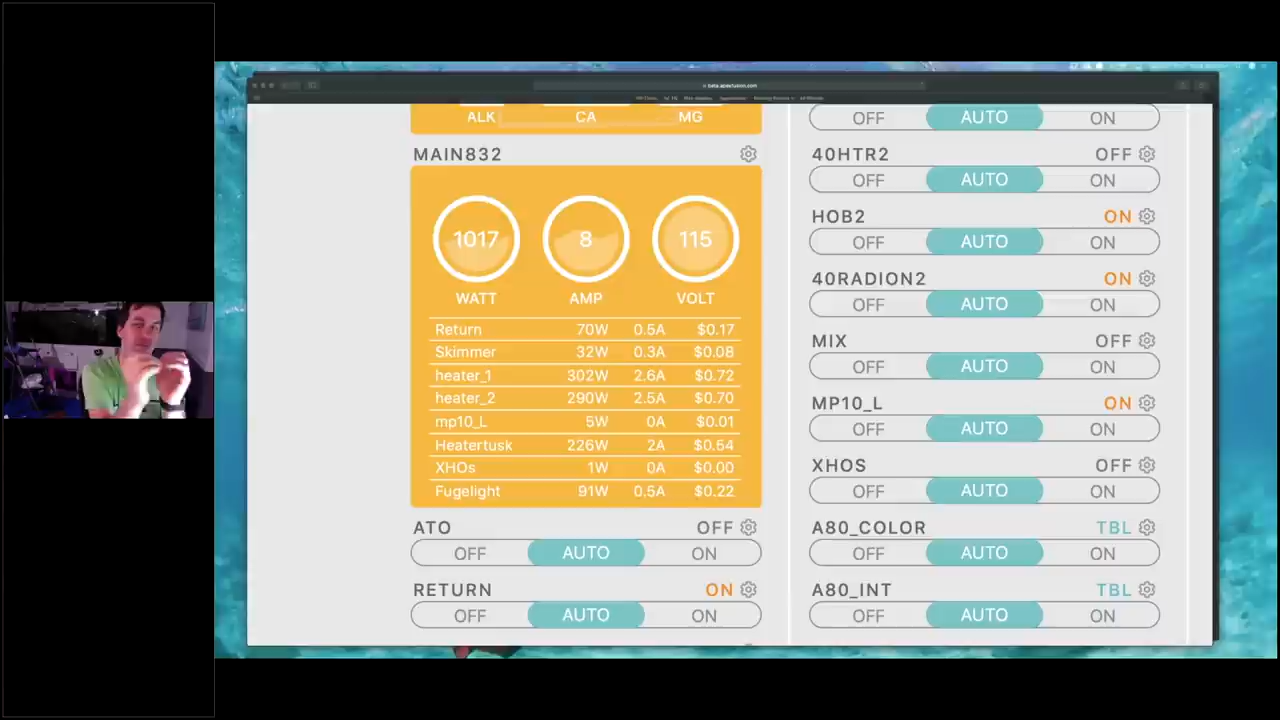 beta.apexfusion.com
ALK CA MG
MAIN832
1017 8 115
WATT AMP VOLT
Return 70W 0.5A $0.17
Skimmer 32W 0.3A $0.08
heater_1 302W 2.6A $0.72
heater_2 290W 2.5A $0.70
mp10_L 5W 0A $0.01
Heatertusk 226W 2A $0.54
XHOs 1W 0A $0.00
Fugelight 91W 0.5A $0.22
ATO OFF
OFF AUTO ON
RETURN ON
OFF AUTO ON
OFF AUTO ON
40HTR2 OFF
OFF AUTO ON
HOB2 ON
OFF AUTO ON
40RADION2 ON
OFF AUTO ON
MIX OFF
OFF AUTO ON
MP10_L ON
OFF AUTO ON
XHOS OFF
OFF AUTO ON
A80_COLOR TBL
OFF AUTO ON
A80_INT TBL
OFF AUTO ON